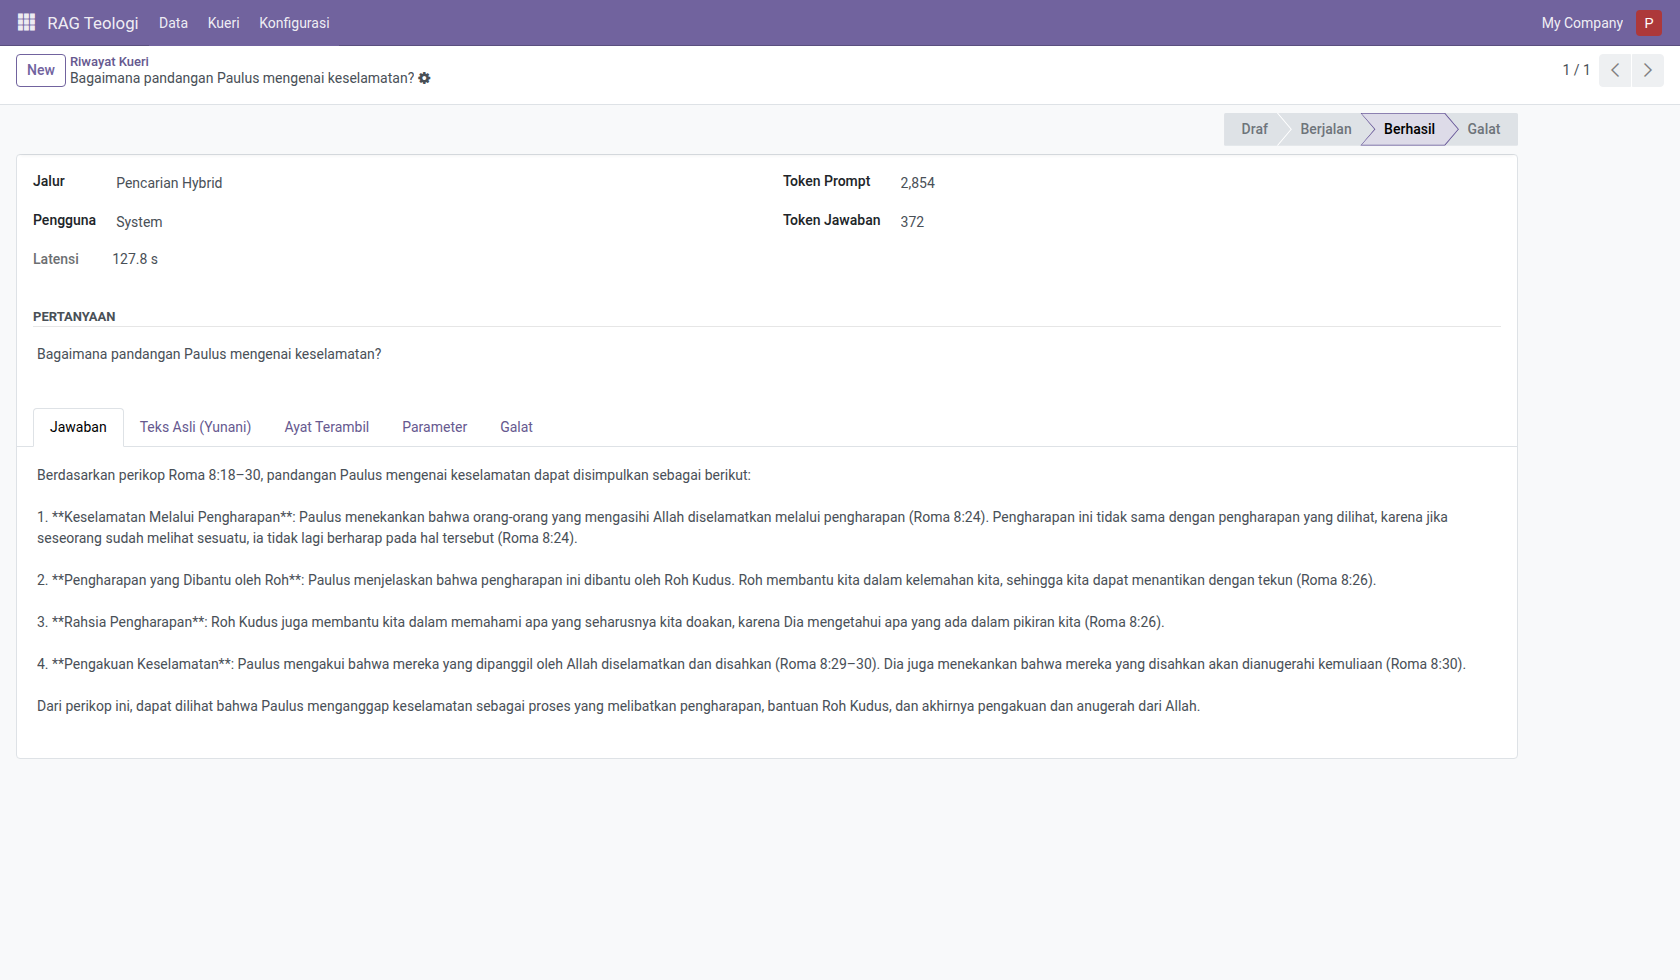 RAG Teologi Data Kueri Konfigurasi My Company P
New Riwayat Kueri
Bagaimana pandangan Paulus mengenai keselamatan? 1 / 1
Draf Berjalan Berhasil Galat
Jalur Pencarian Hybrid Token Prompt 2,854
Pengguna System Token Jawaban 372
Latensi 127.8 s
PERTANYAAN
Bagaimana pandangan Paulus mengenai keselamatan?
Jawaban Teks Asli (Yunani) Ayat Terambil Parameter Galat
Berdasarkan perikop Roma 8:18–30, pandangan Paulus mengenai keselamatan dapat disimpulkan sebagai berikut:
1. **Keselamatan Melalui Pengharapan**: Paulus menekankan bahwa orang-orang yang mengasihi Allah diselamatkan melalui pengharapan (Roma 8:24). Pengharapan ini tidak sama dengan pengharapan yang dilihat, karena jika
seseorang sudah melihat sesuatu, ia tidak lagi berharap pada hal tersebut (Roma 8:24).
2. **Pengharapan yang Dibantu oleh Roh**: Paulus menjelaskan bahwa pengharapan ini dibantu oleh Roh Kudus. Roh membantu kita dalam kelemahan kita, sehingga kita dapat menantikan dengan tekun (Roma 8:26).
3. **Rahsia Pengharapan**: Roh Kudus juga membantu kita dalam memahami apa yang seharusnya kita doakan, karena Dia mengetahui apa yang ada dalam pikiran kita (Roma 8:26).
4. **Pengakuan Keselamatan**: Paulus mengakui bahwa mereka yang dipanggil oleh Allah diselamatkan dan disahkan (Roma 8:29–30). Dia juga menekankan bahwa mereka yang disahkan akan dianugerahi kemuliaan (Roma 8:30).
Dari perikop ini, dapat dilihat bahwa Paulus menganggap keselamatan sebagai proses yang melibatkan pengharapan, bantuan Roh Kudus, dan akhirnya pengakuan dan anugerah dari Allah.